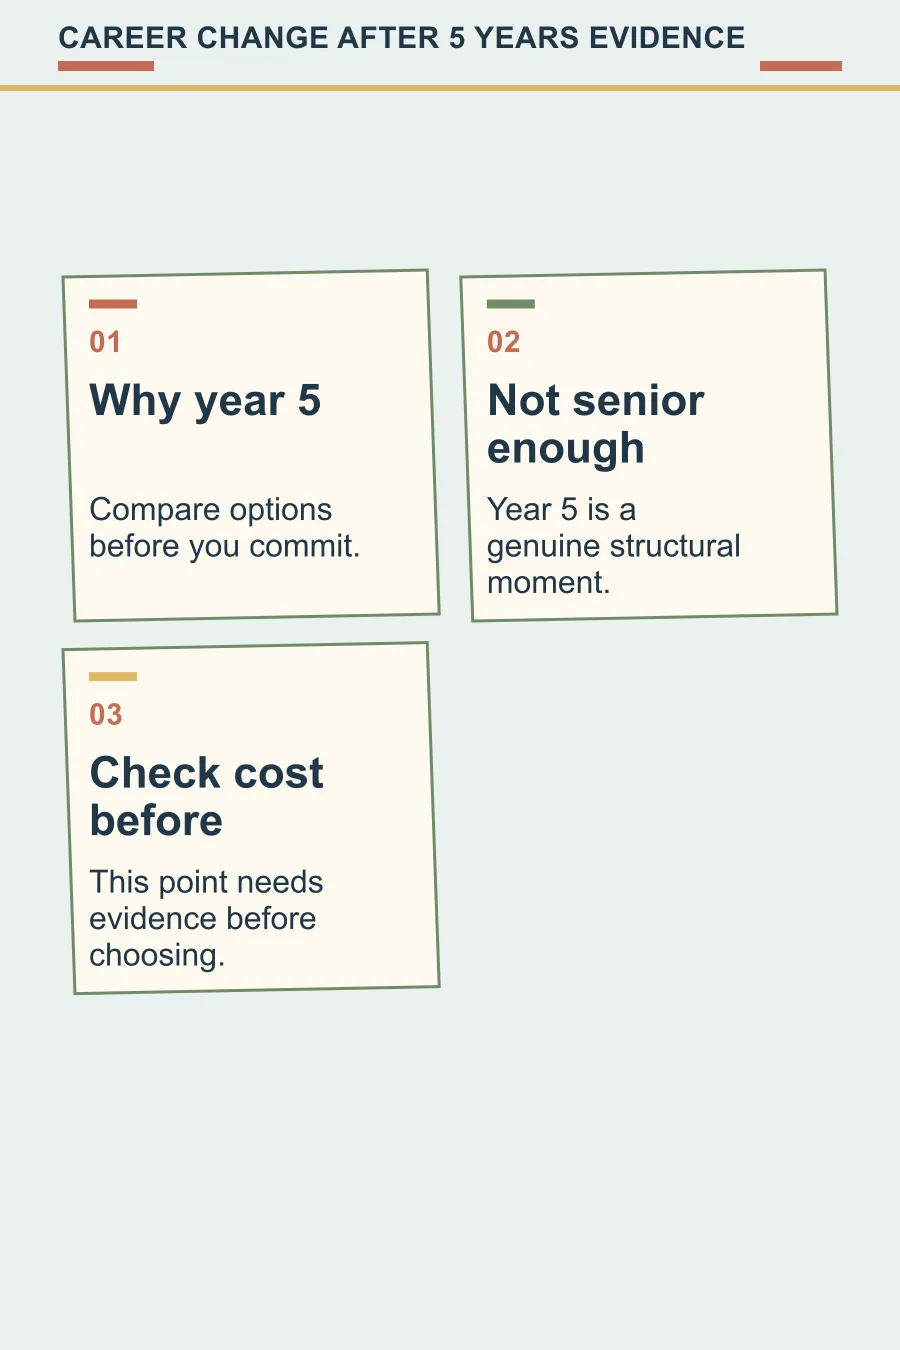 CAREER CHANGE AFTER 5 YEARS EVIDENCE
01
Why year 5
Compare options
before you commit.
02
Not senior
enough
Year 5 is a
genuine structural
moment.
03
Check cost
before
This point needs
evidence before
choosing.